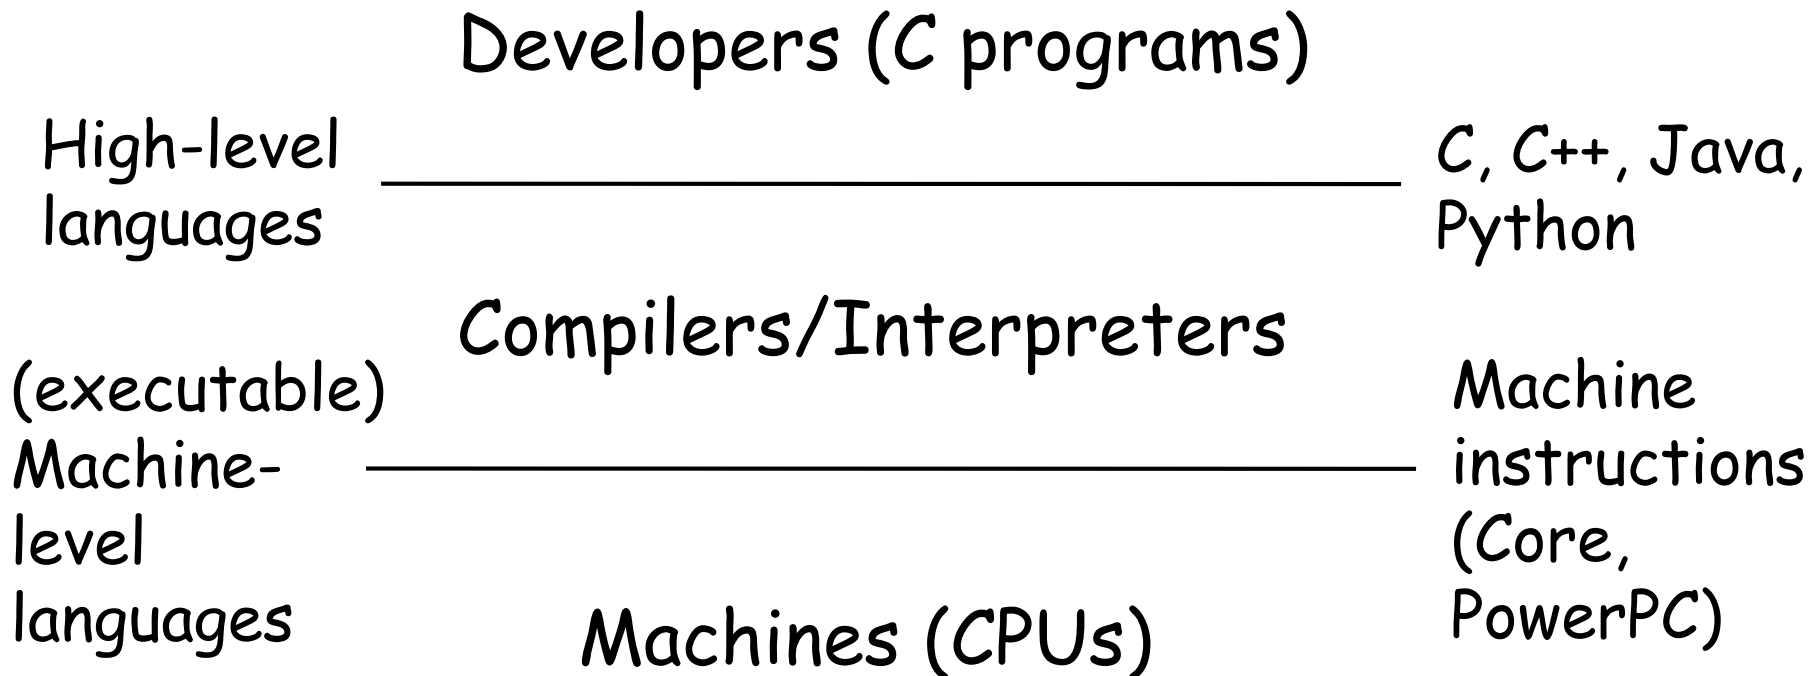 Developers (C programs)
High-level
languages
C, C++, Java,
Python
Compilers/Interpreters
(executable)
Machine-
level
languages
Machine
instructions
(Core,
PowerPC)
Machines (CPUs)